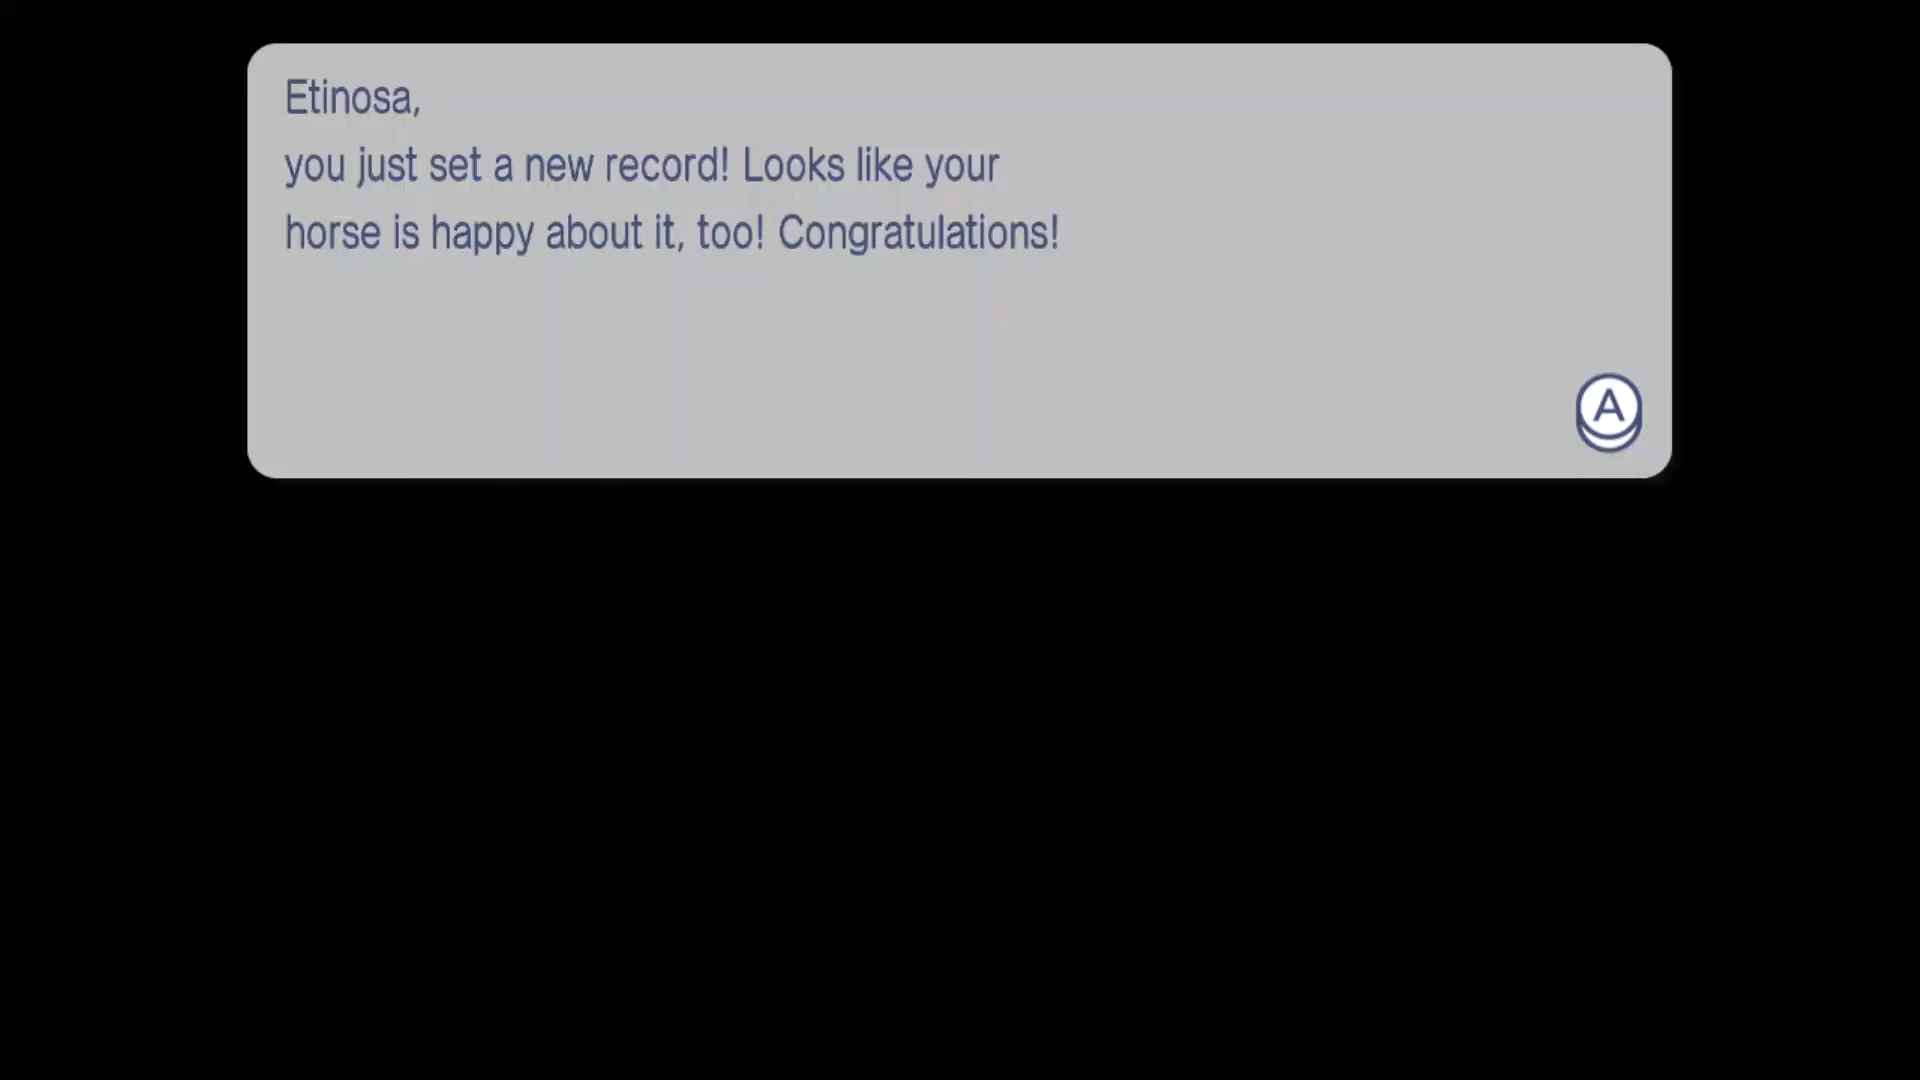 Etinosa,
you just set a new record! Looks like your
horse is happy about it, too! Congratulations!
A